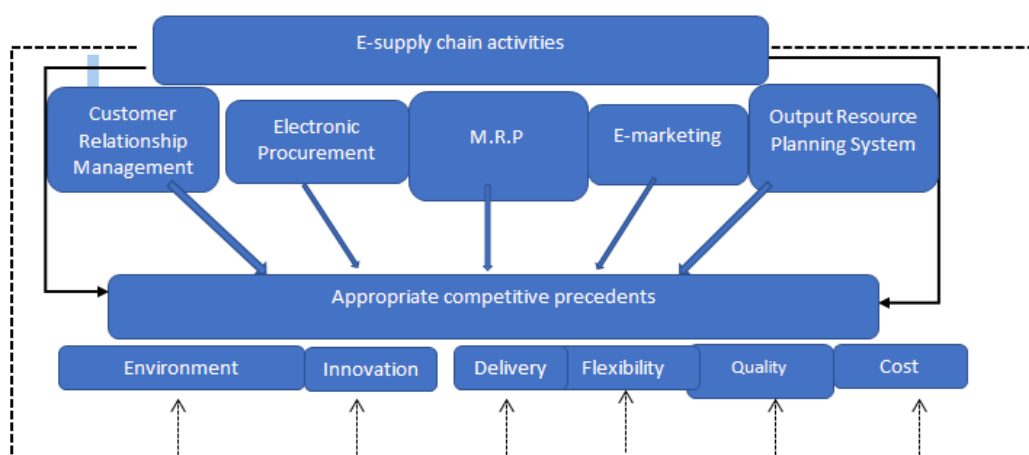 E-supply chain activities
Customer
Relationship
Management
Electronic
Procurement
M.R.P
E-marketing
Output Resource
Planning System
Appropriate competitive precedents
Environment
Innovation
Delivery
Flexibility
Quality
Cost